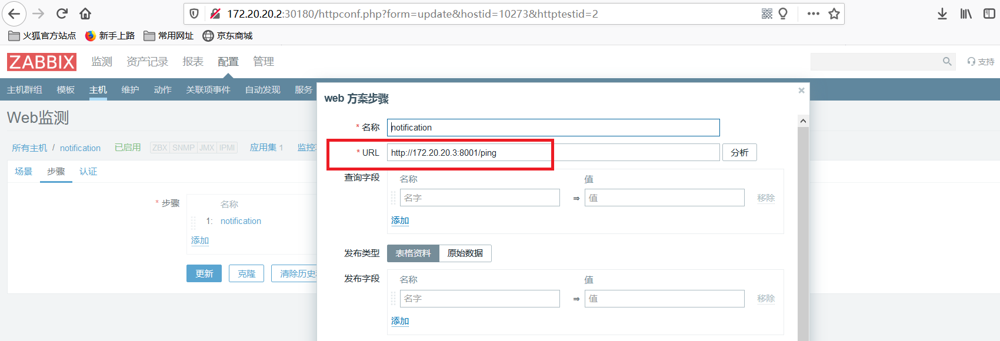 172.20.20.2:30180/httpconf.php?form=update&hostid=10273&httptestid=2
火狐官方站点 新手上路 常用网址 京东商城
ZABBIX 监测 资产记录 报表 配置 管理 支持
主机群组 模板 主机 维护 动作 关联项事件 自动发现 服务
Web监测
所有主机 / notification 已启用 ZBX SNMP JMX IPMI 应用集 1 监控
场景 步骤 认证
* 步骤 名称
1: notification
添加
更新 克隆 清除历史
web 方案步骤 ×
* 名称 notification
* URL http://172.20.20.3:8001/ping 分析
查询字段 名称 值
名字 ⇒ 值 移除
添加
发布类型 表格资料 原始数据
发布字段 名称 值
名字 ⇒ 值 移除
添加